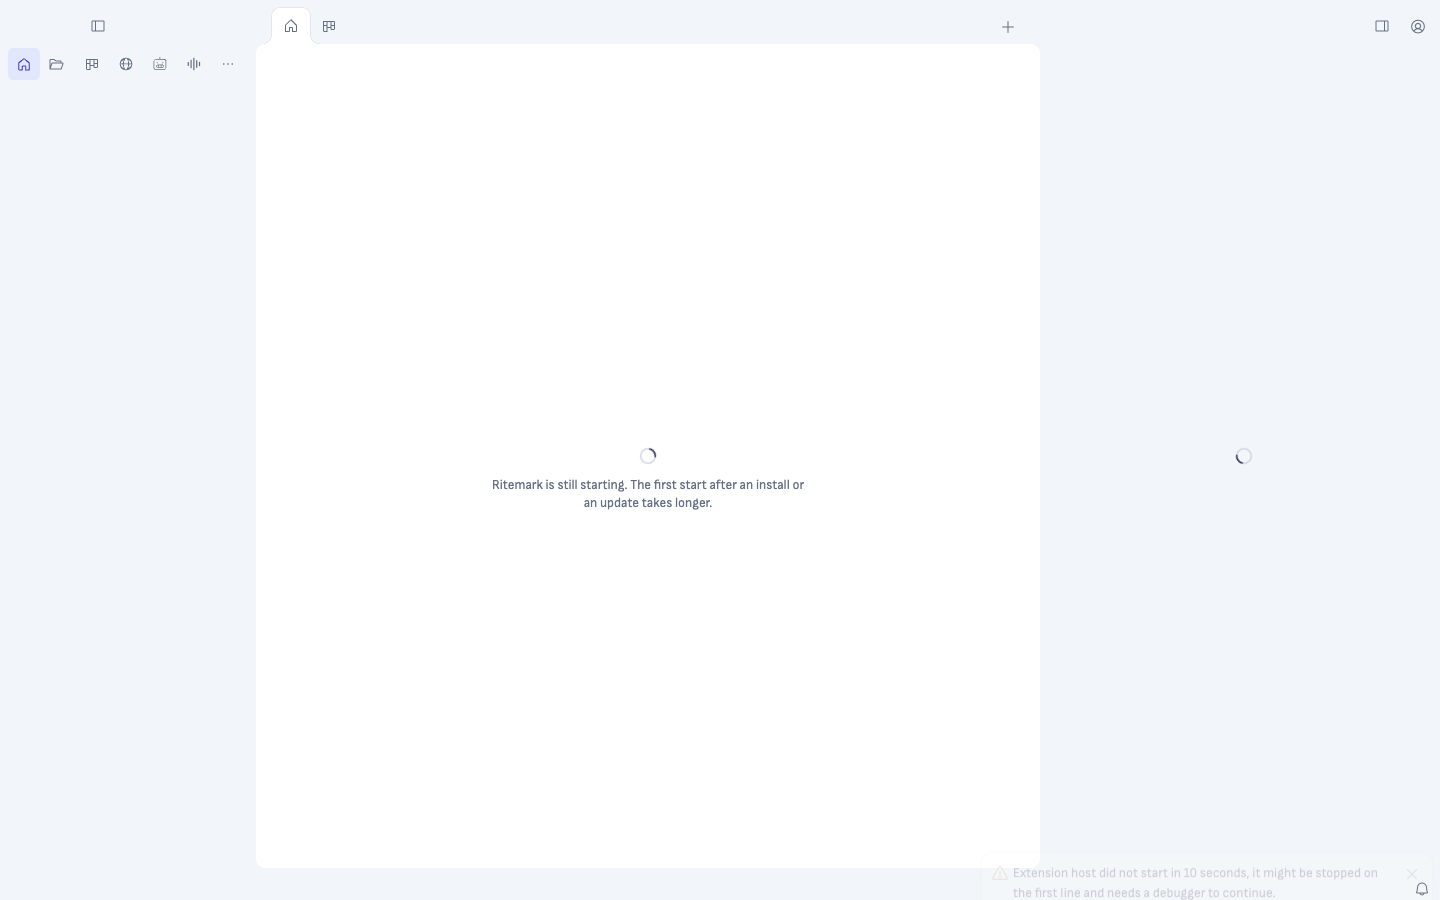 Ritemark is still starting. The first start after an install or
an update takes longer.
Extension host did not start in 10 seconds, it might be stopped on
the first line and needs a debugger to continue.